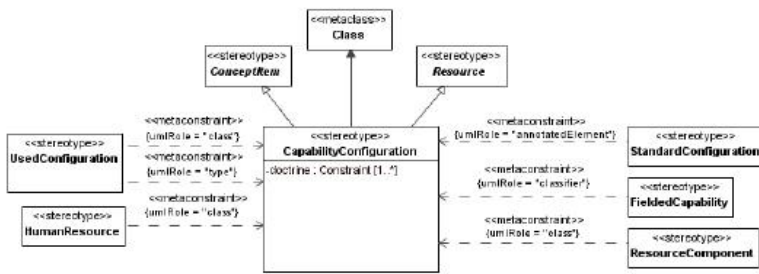 <<metaclass>>
Class
<<stereotype>>
ConceptItem
<<stereotype>>
Resource
<<metaconstraint>>
{umlRole = "class"}
<<stereotype>>
UsedConfiguration
<<metaconstraint>>
{umlRole = "type"}
<<metaconstraint>>
{umlRole = "class"}
<<stereotype>>
HumanResource
<<stereotype>>
CapabilityConfiguration
-doctrine : Constraint [1..*]
<<metaconstraint>>
{umlRole = "annotatedElement"}
<<stereotype>>
StandardConfiguration
<<metaconstraint>>
{umlRole = "classifier"}
<<stereotype>>
FieldedCapability
<<metaconstraint>>
{umlRole = "class"}
<<stereotype>>
ResourceComponent